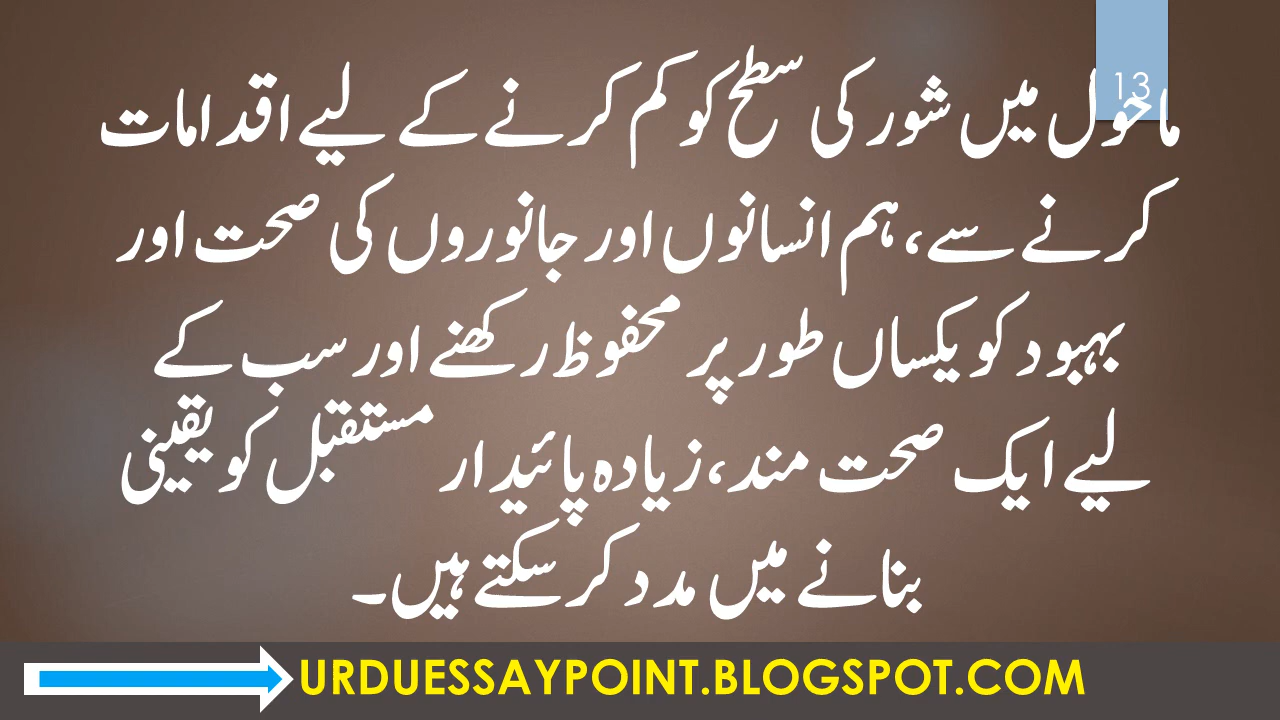 13
ماحول میں شور کی سطح کو کم کرنے کے لیے اقدامات
کرنے سے، ہم انسانوں اور جانوروں کی صحت اور
بہبود کو یکساں طور پر محفوظ رکھنے اور سب کے
لیے ایک صحت مند، زیادہ پائیدار مستقبل کو یقینی
بنانے میں مدد کر سکتے ہیں۔
URDUESSAYPOINT.BLOGSPOT.COM